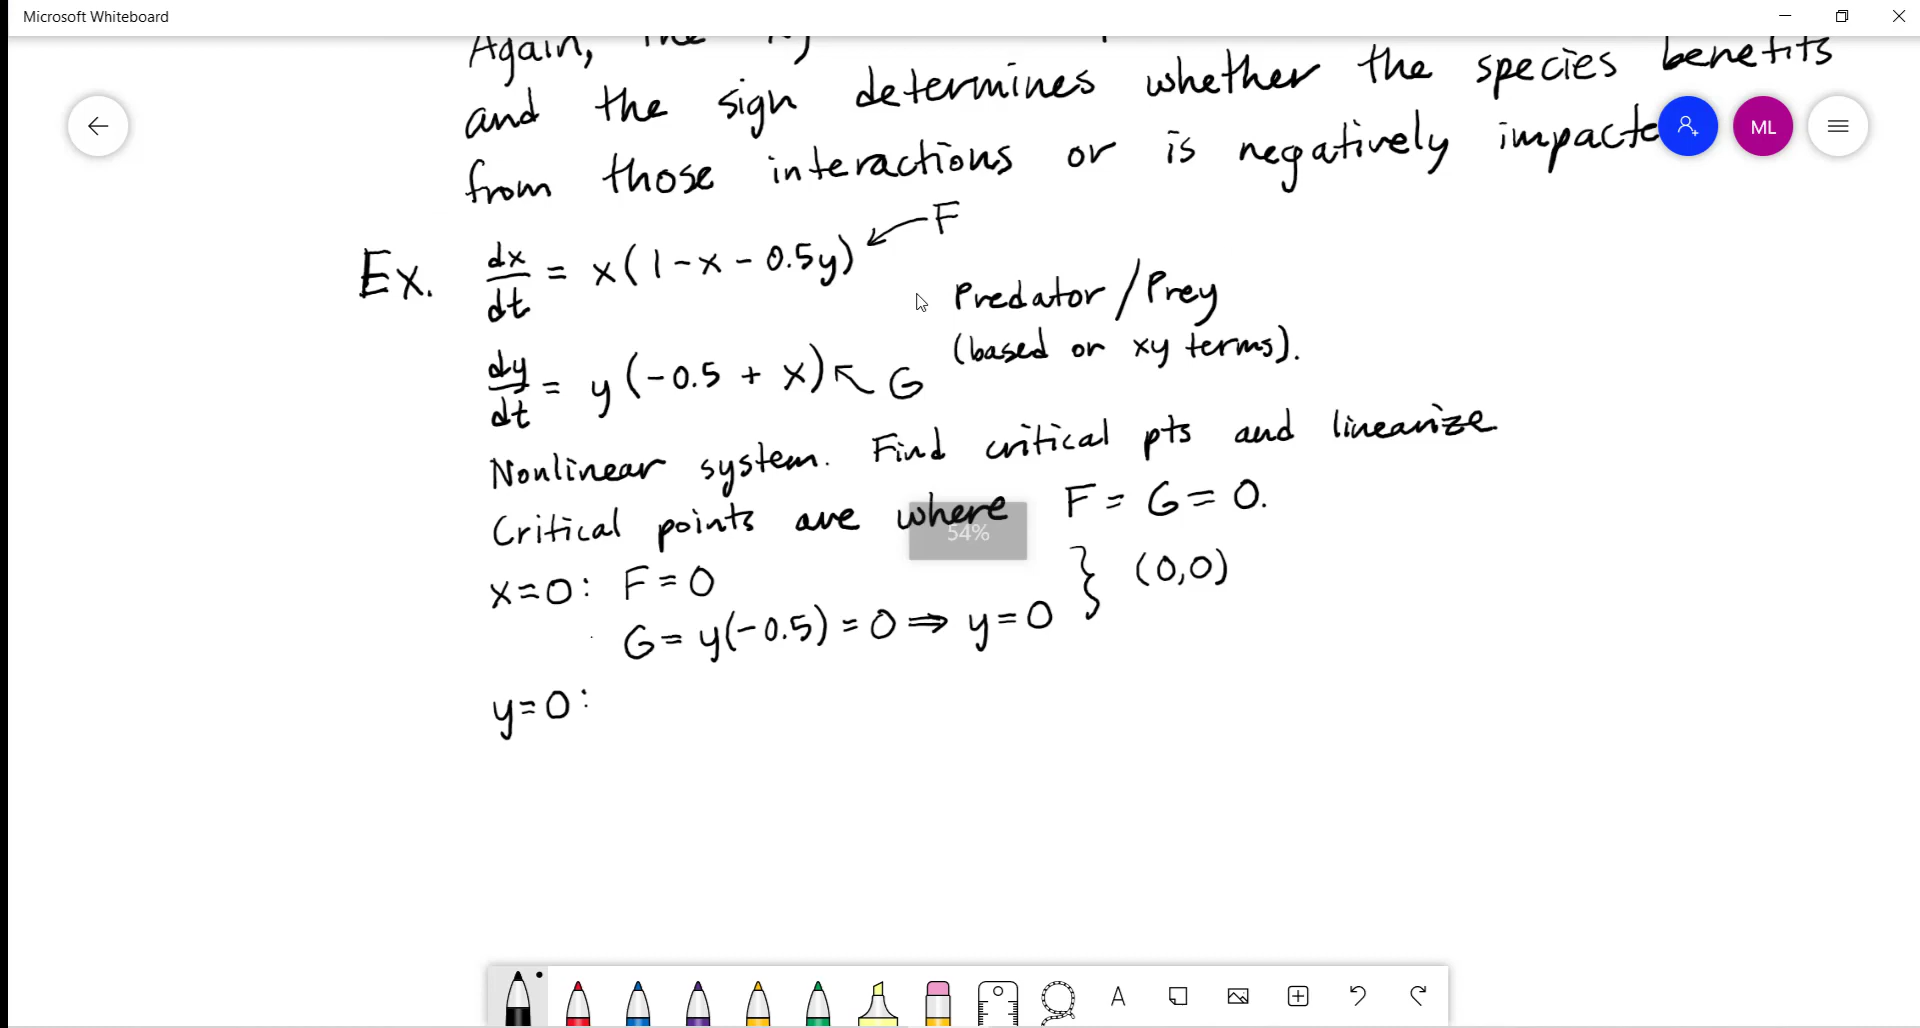 Microsoft Whiteboard
Again, the
and the sign determines whether the species benefits
from those interactions or is negatively impacte
ML
Ex. dx/dt = x(1-x-0.5y) ← F
Predator/Prey
(based on xy terms).
dy/dt = y(-0.5 + x) ← G
Nonlinear system. Find critical pts and linearize
Critical points are where F = G = 0.
54%
x=0: F=0
G= y(-0.5) = 0 ⇒ y=0 } (0,0)
y=0:
A